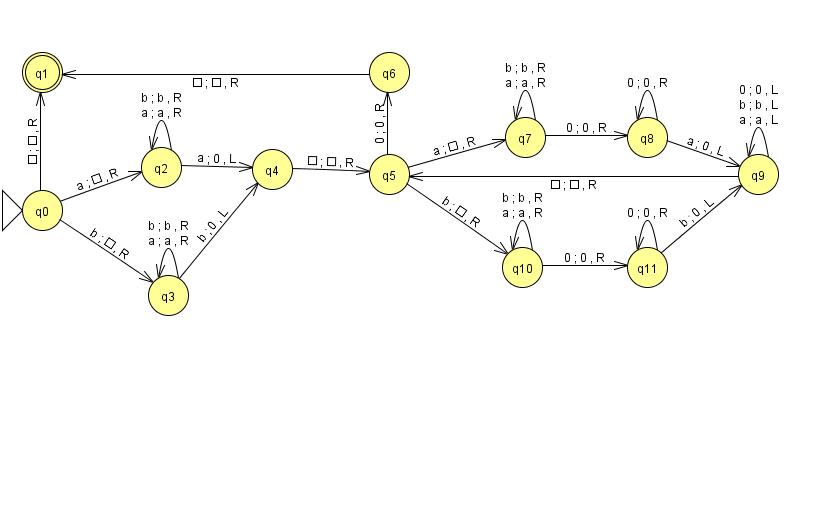 q1
q6
□ ; □ , R
b ; b , R
a ; a , R
b ; b , R
a ; a , R
0 ; 0 , R
0 ; 0 , L
b ; b , L
a ; a , L
□ ; □ , R
0 ; 0 , R
q7
0 ; 0 , R
q8
a ; □ , R
a ; 0 , L
a ; □ , R
q2
a ; 0 , L
q4
□ ; □ , R
q5
q9
□ ; □ , R
q0
b ; b , R
a ; a , R
b ; □ , R
b ; 0 , L
b ; □ , R
b ; b , R
a ; a , R
0 ; 0 , R
b ; 0 , L
q3
q10
0 ; 0 , R
q11